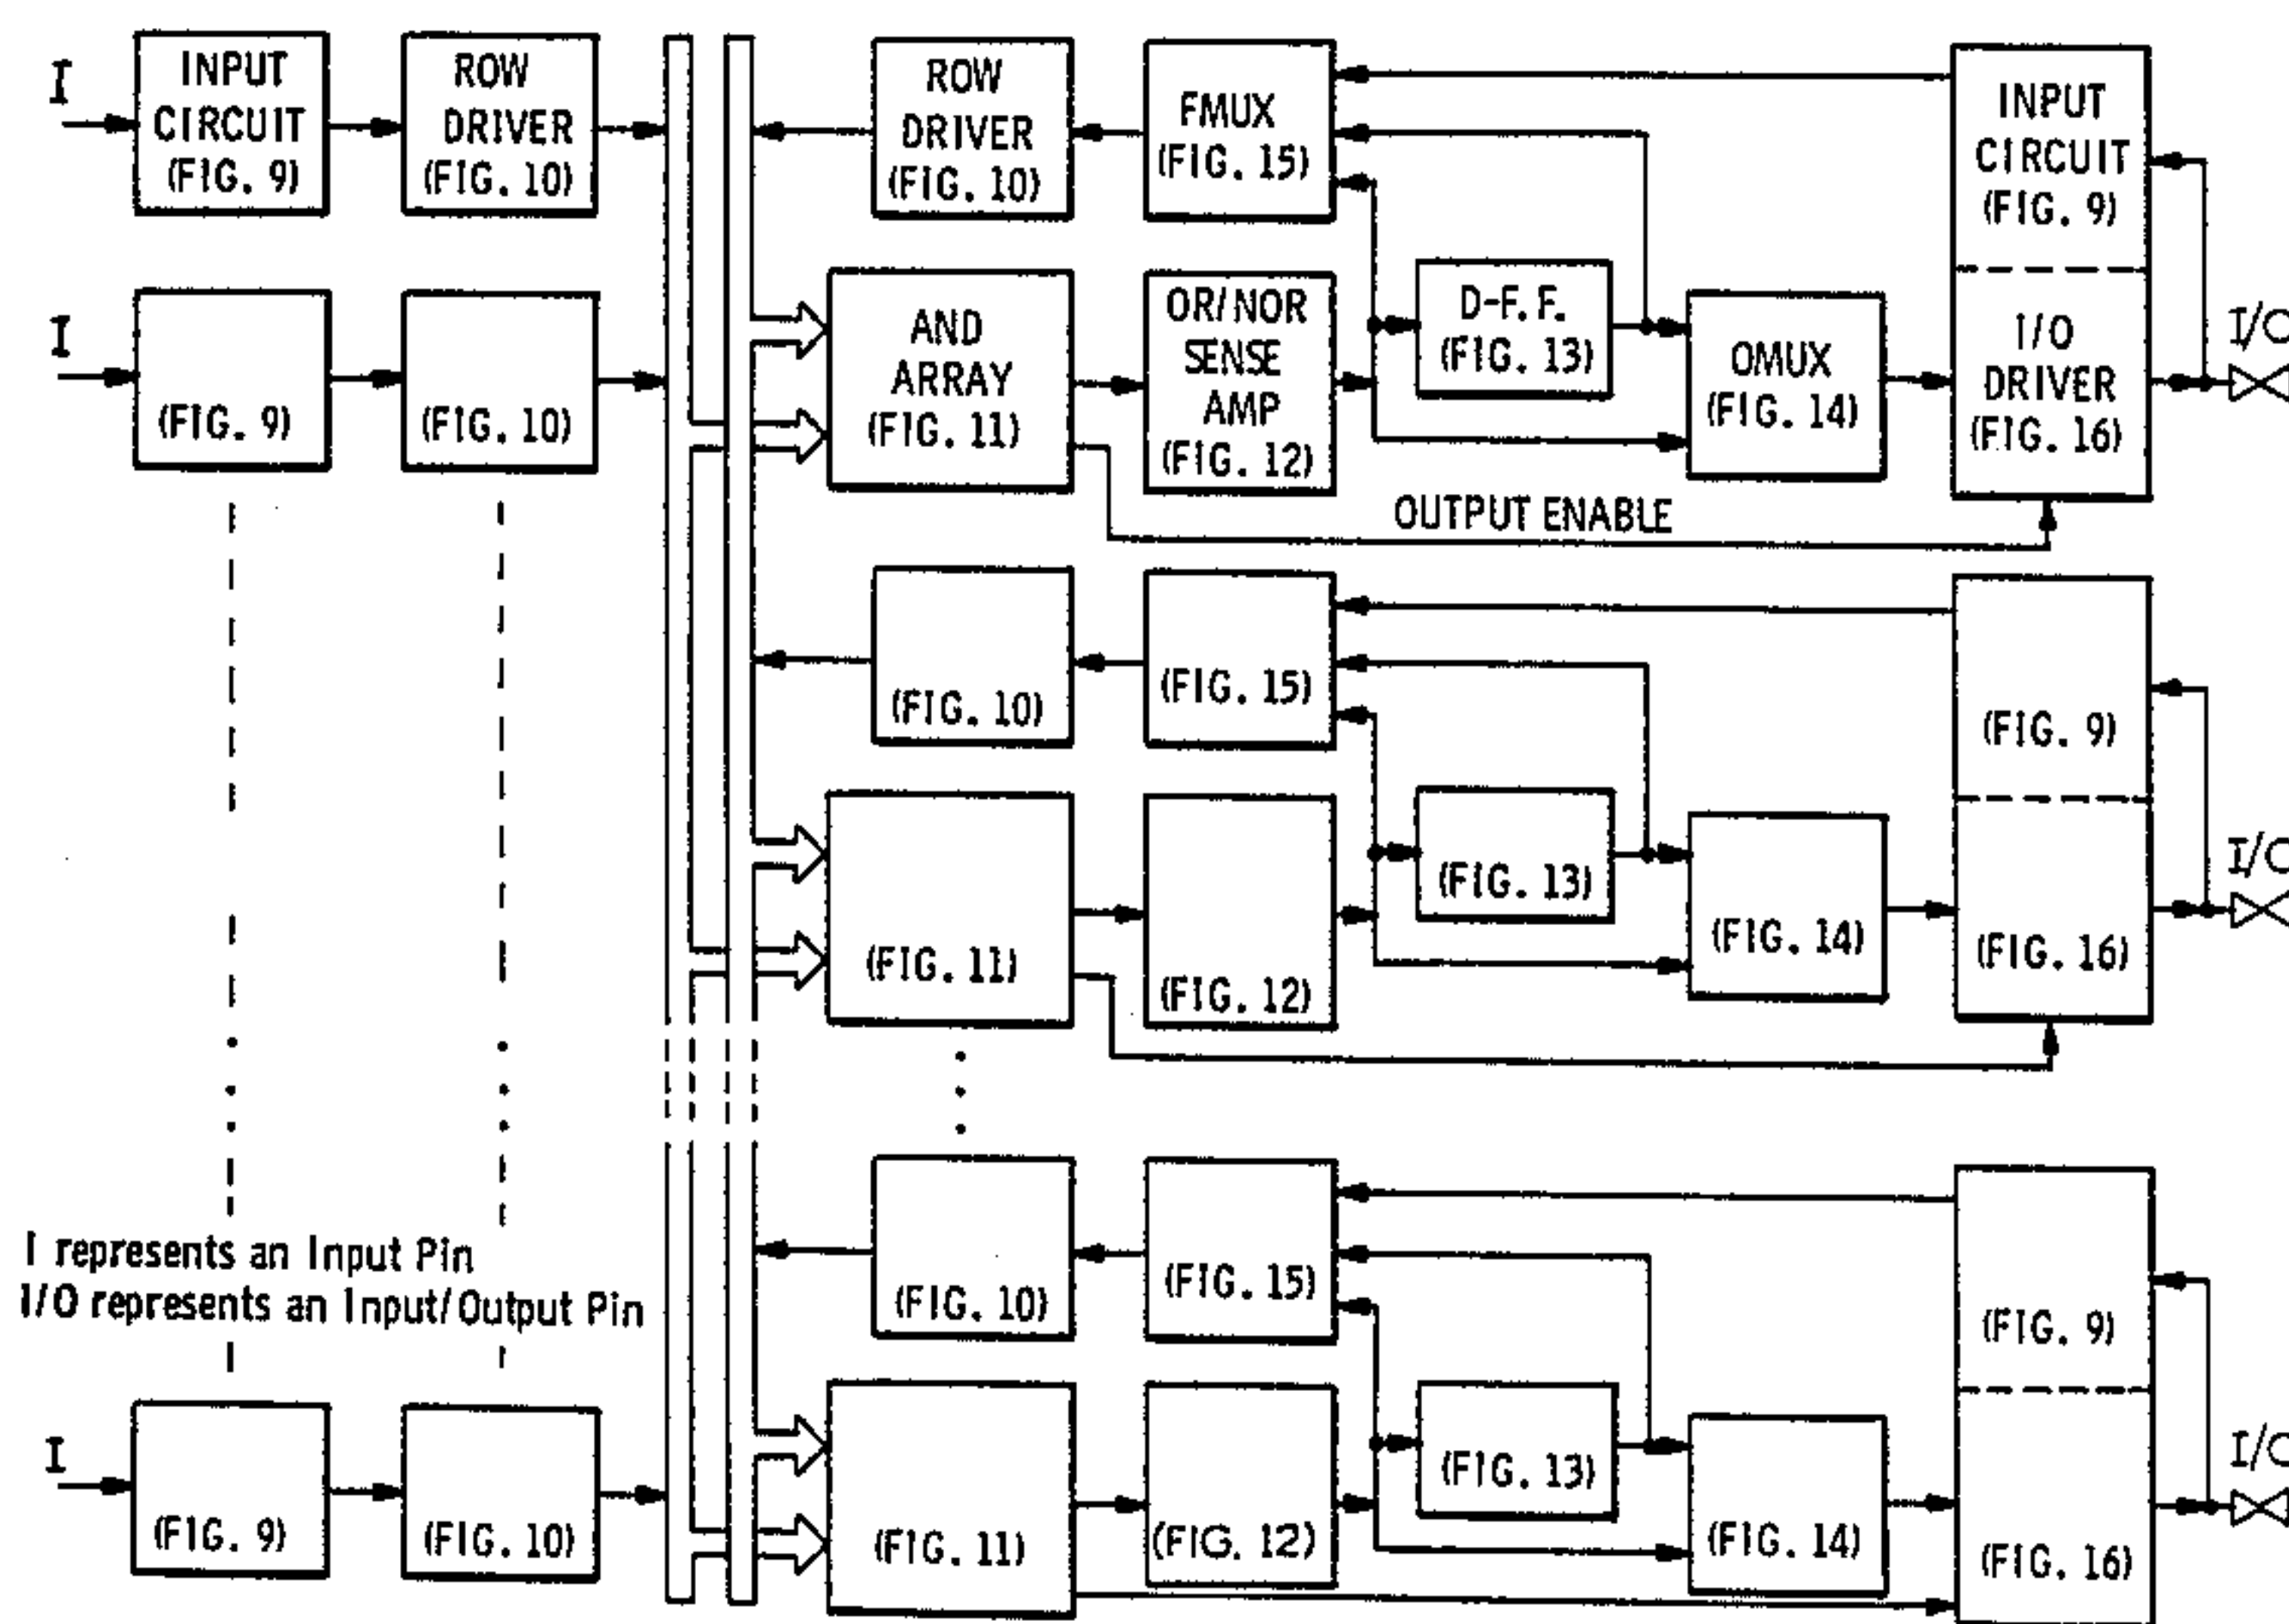 I
INPUT
CIRCUIT
(FIG. 9)
ROW
DRIVER
(FIG. 10)
ROW
DRIVER
(FIG. 10)
FMUX
(FIG. 15)
INPUT
CIRCUIT
(FIG. 9)
I
(FIG. 9)
(FIG. 10)
AND
ARRAY
(FIG. 11)
OR/NOR
SENSE
AMP
(FIG. 12)
D-F.F.
(FIG. 13)
OMUX
(FIG. 14)
I/O
DRIVER
(FIG. 16)
I/O
OUTPUT ENABLE
(FIG. 10)
(FIG. 15)
(FIG. 9)
(FIG. 11)
(FIG. 12)
(FIG. 13)
(FIG. 14)
(FIG. 16)
I/O
I represents an Input Pin
I/O represents an Input/Output Pin
(FIG. 10)
(FIG. 15)
(FIG. 9)
I
(FIG. 9)
(FIG. 10)
(FIG. 11)
(FIG. 12)
(FIG. 13)
(FIG. 14)
(FIG. 16)
I/O